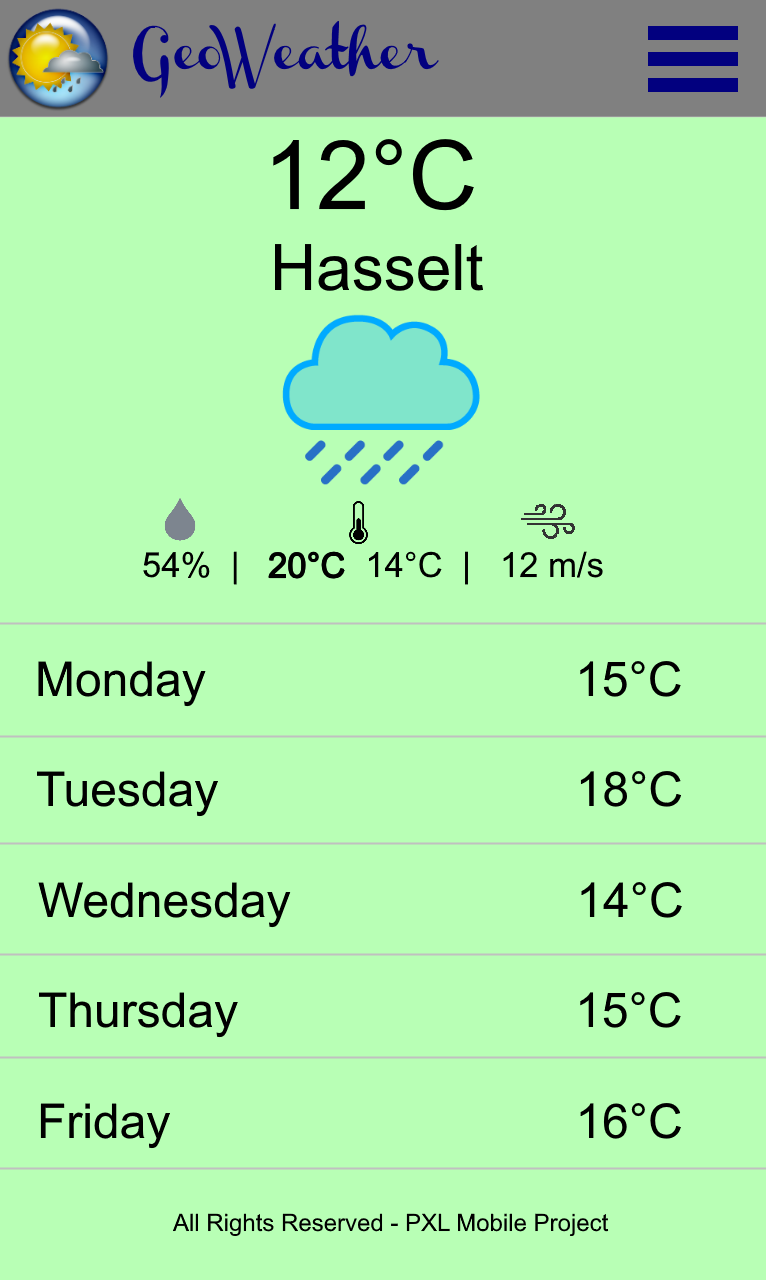 GeoWeather
12°C
Hasselt
54% | 20°C 14°C | 12 m/s
Monday 15°C
Tuesday 18°C
Wednesday 14°C
Thursday 15°C
Friday 16°C
All Rights Reserved - PXL Mobile Project